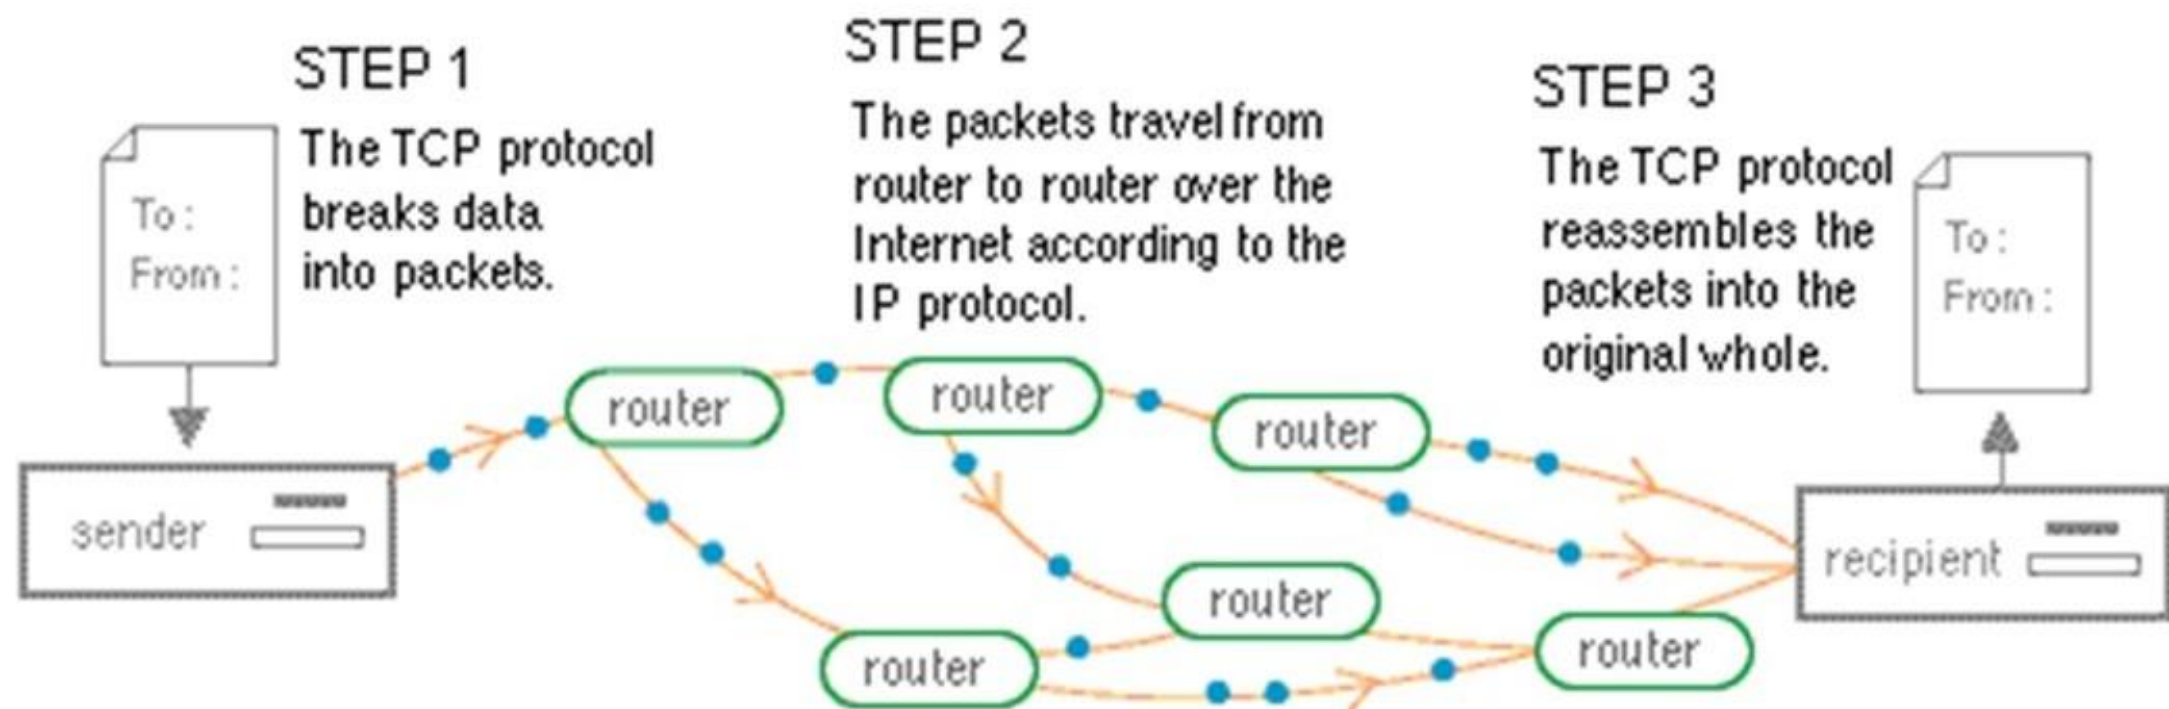 STEP 1
The TCP protocol
breaks data
into packets.
STEP 2
The packets travel from
router to router over the
Internet according to the
IP protocol.
STEP 3
The TCP protocol
reassembles the
packets into the
original whole.
To :
From :
To :
From :
router
router
router
sender
recipient
router
router
router